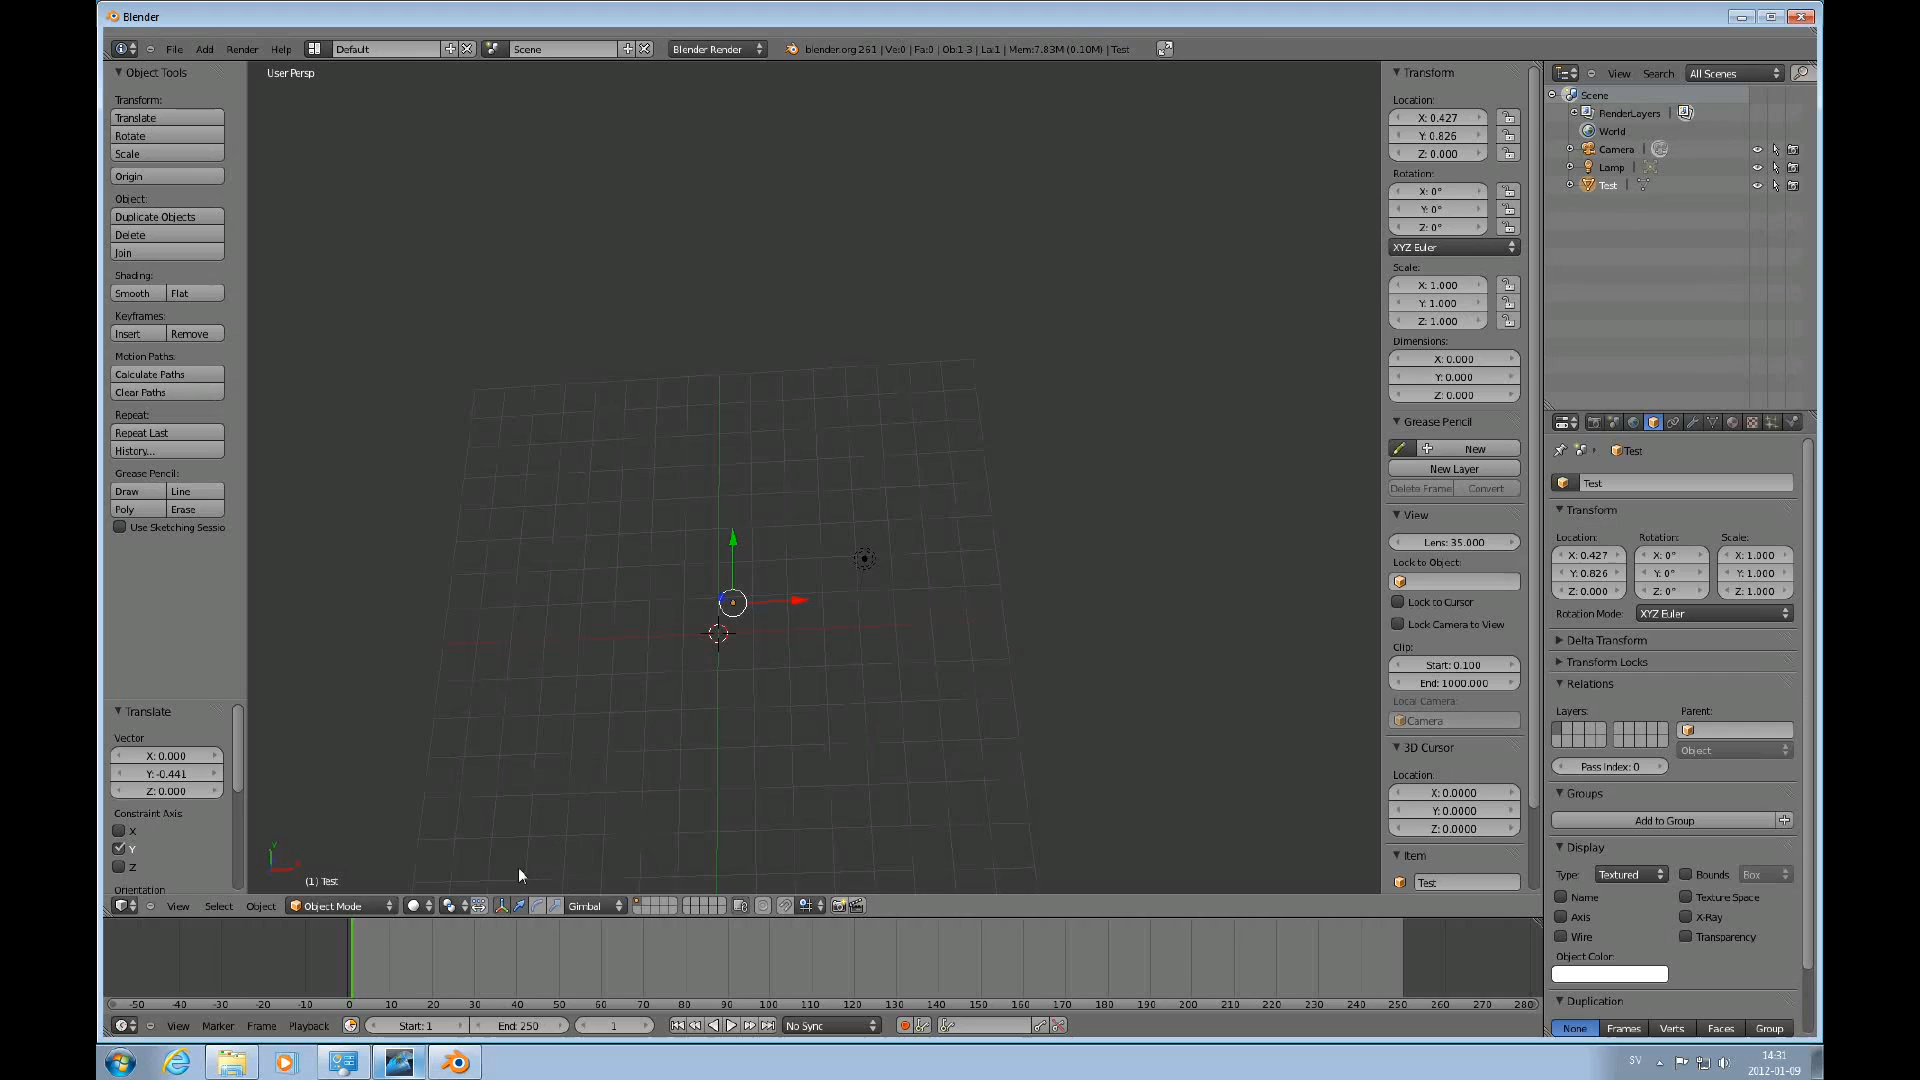 Blender
File Add Render Help Default Scene Blender Render blender.org 261 | Ve:0 | Fa:0 | Ob:1-3 | La:1 | Mem:7.83M (0.10M) | Test
Object Tools
Transform:
Translate
Rotate
Scale
Origin
Object:
Duplicate Objects
Delete
Join
Shading:
Smooth Flat
Keyframes:
Insert Remove
Motion Paths:
Calculate Paths
Clear Paths
Repeat:
Repeat Last
History...
Grease Pencil:
Draw Line
Poly Erase
Use Sketching Sessio
Translate
Vector
X: 0.000
Y: -0.441
Z: 0.000
Constraint Axis
X
Y
Z
Orientation
User Persp
(1) Test
View Select Object Object Mode Gimbal
Transform
Location:
X: 0.427
Y: 0.826
Z: 0.000
Rotation:
X: 0°
Y: 0°
Z: 0°
XYZ Euler
Scale:
X: 1.000
Y: 1.000
Z: 1.000
Dimensions:
X: 0.000
Y: 0.000
Z: 0.000
Grease Pencil
New
New Layer
Delete Frame Convert
View
Lens: 35.000
Lock to Object:
Lock to Cursor
Lock Camera to View
Clip:
Start: 0.100
End: 1000.000
Local Camera:
Camera
3D Cursor
Location:
X: 0.0000
Y: 0.0000
Z: 0.0000
Item
Test
View Search All Scenes
Scene
RenderLayers
World
Camera
Lamp
Test
Test
Test
Transform
Location: Rotation: Scale:
X: 0.427 X: 0° X: 1.000
Y: 0.826 Y: 0° Y: 1.000
Z: 0.000 Z: 0° Z: 1.000
Rotation Mode: XYZ Euler
Delta Transform
Transform Locks
Relations
Layers: Parent:
Object
Pass Index: 0
Groups
Add to Group
Display
Type: Textured Bounds Box
Name Texture Space
Axis X-Ray
Wire Transparency
Object Color:
Duplication
None Frames Verts Faces Group
-50 -40 -30 -20 -10 0 10 20 30 40 50 60 70 80 90 100 110 120 130 140 150 160 170 180 190 200 210 220 230 240 250 260 270 280
View Marker Frame Playback Start: 1 End: 250 1 No Sync
SV
14:31
2012-01-09